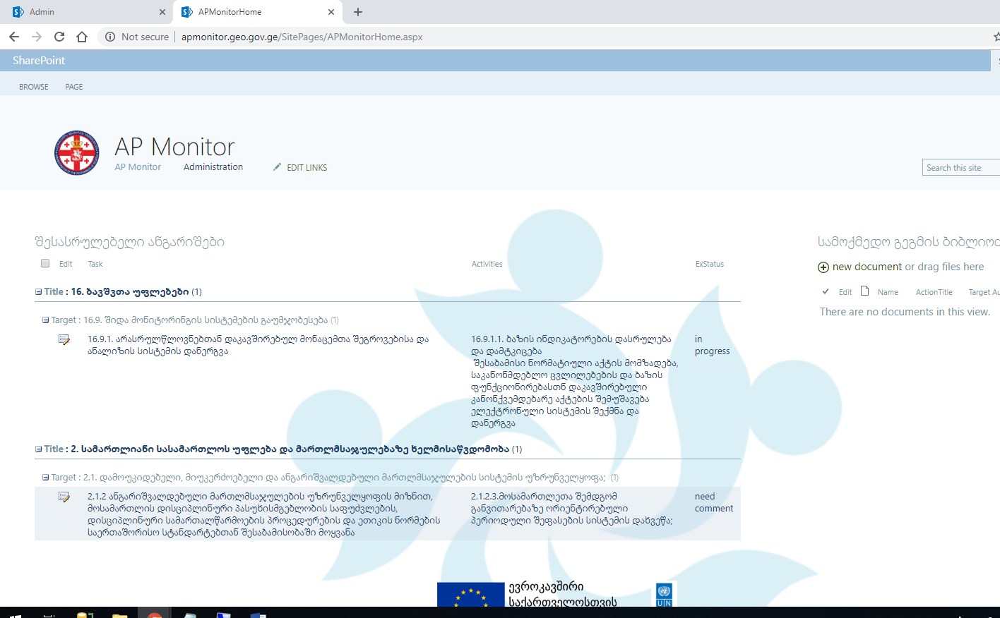 Admin
APMonitorHome
Not secure
apmonitor.geo.gov.ge/SitePages/APMonitorHome.aspx
SharePoint
BROWSE PAGE
AP Monitor
AP Monitor Administration EDIT LINKS
Search this site
შესასრულებელი ანგარიშები
Edit Task Activities ExStatus
Title : 16. ბავშვთა უფლებები (1)
Target : 16.9. შიდა მონიტორინგის სისტემების გაუმჯობესება (1)
16.9.1. არასრულწლოვნებთან დაკავშირებულ მონაცემთა შეგროვებისა და
ანალიზის სისტემის დანერგვა
16.9.1.1. ბაზის ინდიკატორების დასრულება
და დამტკიცება
შესაბამისი ნორმატიული აქტის მომზადება,
საკანონმდებლო ცვლილებების და ბაზის
ფუნქციონირებასთნ დაკავშირებული
კანონქვემდებარე აქტების შემუშავება
ელექტრონული სისტემის შექმნა და
დანერგვა
in
progress
Title : 2. სამართლიანი სასამართლოს უფლება და მართლმსაჯულებაზე ხელმისაწვდომობა (1)
Target : 2.1. დამოუკიდებელი, მიუკერძოებელი და ანგარიშვალდებული მართლმსაჯულების სისტემის უზრუნველყოფა; (1)
2.1.2 ანგარიშვალდებული მართლმსაჯულების უზრუნველყოფის მიზნით,
მოსამართლის დისციპლინური პასუხისმგებლობის საფუძვლების,
დისციპლინური სამართალწარმოების პროცედურების და ეთიკის ნორმების
საერთაშორისო სტანდარტებთან შესაბამისობაში მოყვანა
2.1.2.3.მოსამართლეთა შემდგომ
განვითარებაზე ორიენტირებული
პერიოდული შეფასების სისტემის დახვეწა;
need
comment
სამოქმედო გეგმის
new document or drag files here
Edit Name ActionTitle Target
There are no documents in this view.
ევროკავშირი
საქართველოსთვის
UN